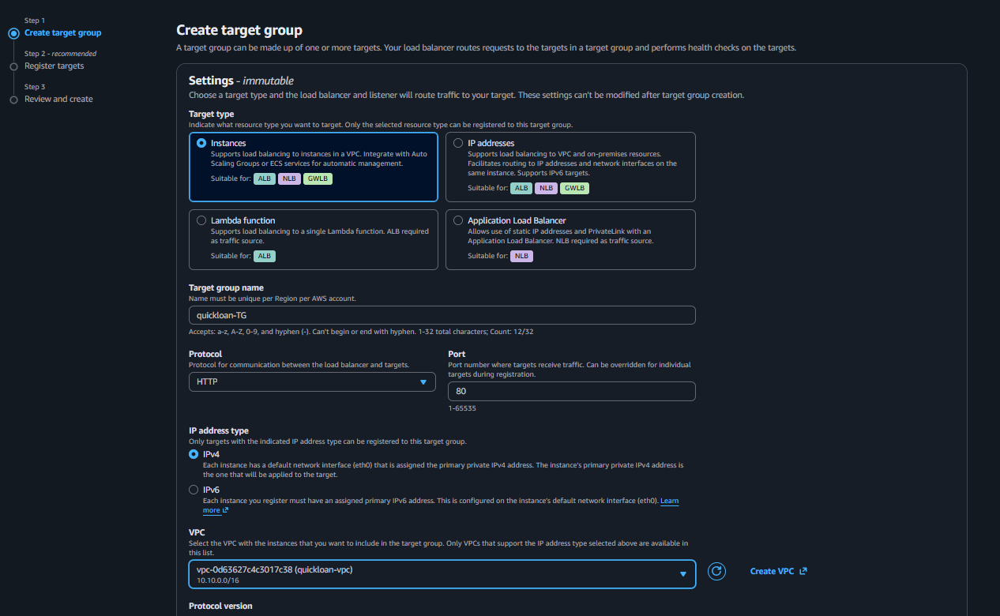 Step 1
Create target group
Step 2 - recommended
Register targets
Step 3
Review and create
Create target group
A target group can be made up of one or more targets. Your load balancer routes requests to the targets in a target group and performs health checks on the targets.
Settings - immutable
Choose a target type and the load balancer and listener will route traffic to your target. These settings can't be modified after target group creation.
Target type
Indicate what resource type you want to target. Only the selected resource type can be registered to this target group.
Instances
Supports load balancing to instances in a VPC. Integrate with Auto
Scaling Groups or ECS services for automatic management.
Suitable for: ALB NLB GWLB
IP addresses
Supports load balancing to VPC and on-premises resources.
Facilitates routing to IP addresses and network interfaces on the
same instance. Supports IPv6 targets.
Suitable for: ALB NLB GWLB
Lambda function
Supports load balancing to a single Lambda function. ALB required
as traffic source.
Suitable for: ALB
Application Load Balancer
Allows use of static IP addresses and PrivateLink with an
Application Load Balancer. NLB required as traffic source.
Suitable for: NLB
Target group name
Name must be unique per Region per AWS account.
quickloan-TG
Accepts: a-z, A-Z, 0-9, and hyphen (-). Can't begin or end with hyphen. 1-32 total characters; Count: 12/32
Protocol
Protocol for communication between the load balancer and targets.
HTTP
Port
Port number where targets receive traffic. Can be overridden for individual
targets during registration.
80
1-65535
IP address type
Only targets with the indicated IP address type can be registered to this target group.
IPv4
Each instance has a default network interface (eth0) that is assigned the primary private IPv4 address. The instance's primary private IPv4 address is
the one that will be applied to the target.
IPv6
Each instance you register must have an assigned primary IPv6 address. This is configured on the instance's default network interface (eth0). Learn
more
VPC
Select the VPC with the instances that you want to include in the target group. Only VPCs that support the IP address type selected above are available in
this list.
vpc-0d63627c4c3017c38 (quickloan-vpc)
10.10.0.0/16
Create VPC
Protocol version